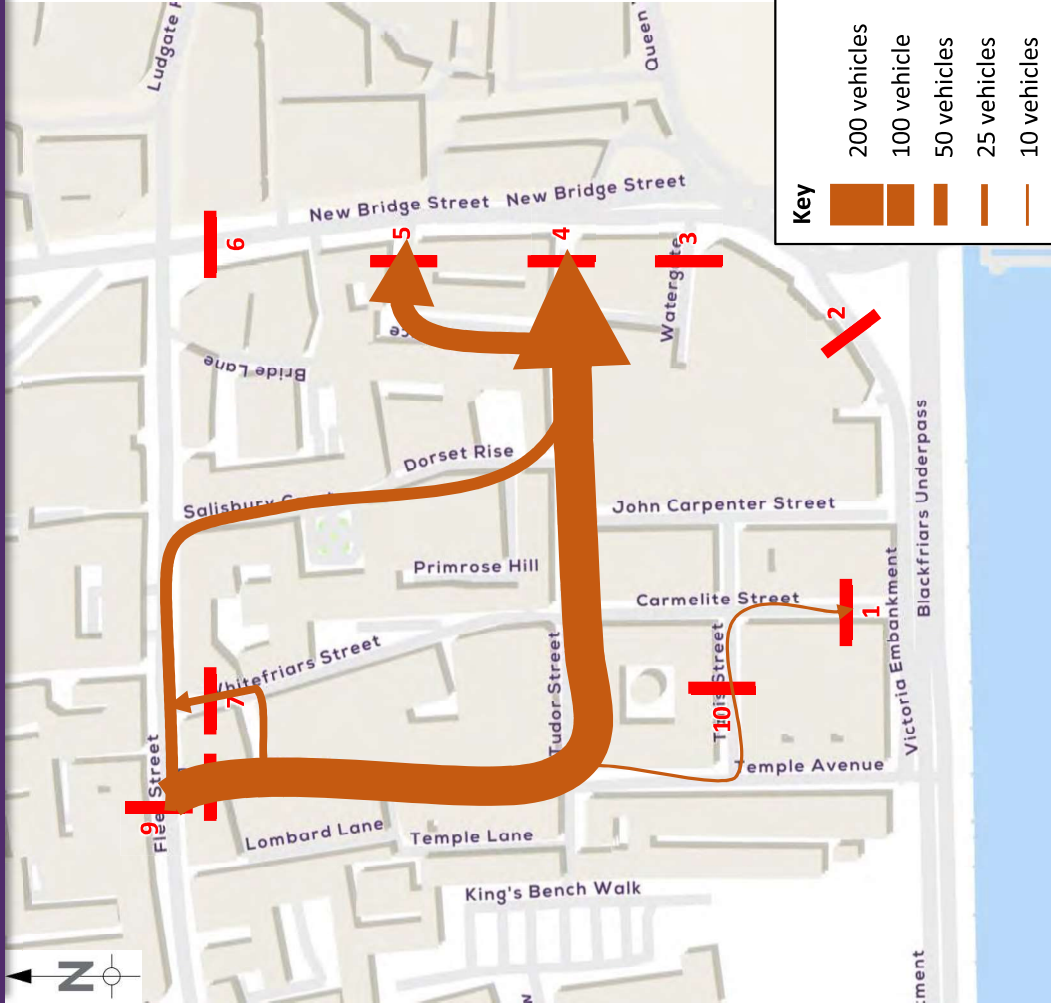 Ludgate
Queen
New Bridge Street
New Bridge Street
6
5
4
3
2
Watergate
Bride Lane
Dorset Rise
Salisbury
John Carpenter Street
Primrose Hill
Carmelite Street
1
Whitefriars Street
7
Tudor Street
10
Street
Temple Avenue
Victoria Embankment
Blackfriars Underpass
9
Fleet Street
Lombard Lane
Temple Lane
King's Bench Walk
N
Key
200 vehicles
100 vehicle
50 vehicles
25 vehicles
10 vehicles